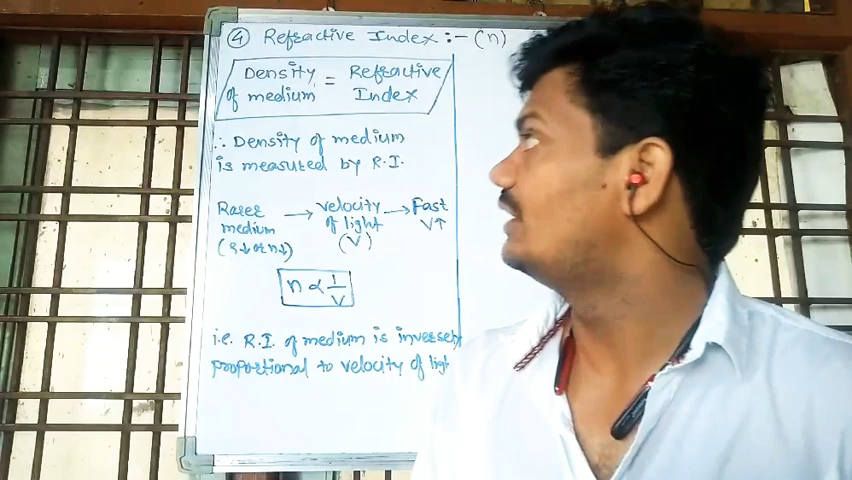 ④ Refractive Index :- (n)
Density of medium = Refractive Index
∴ Density of medium
is measured by R.I.
Rarer medium (ρ↓ or n↓) → velocity of light (V) → Fast V↑
n ∝ 1/V
i.e. R.I. of medium is inversely
proportional to velocity of ligh